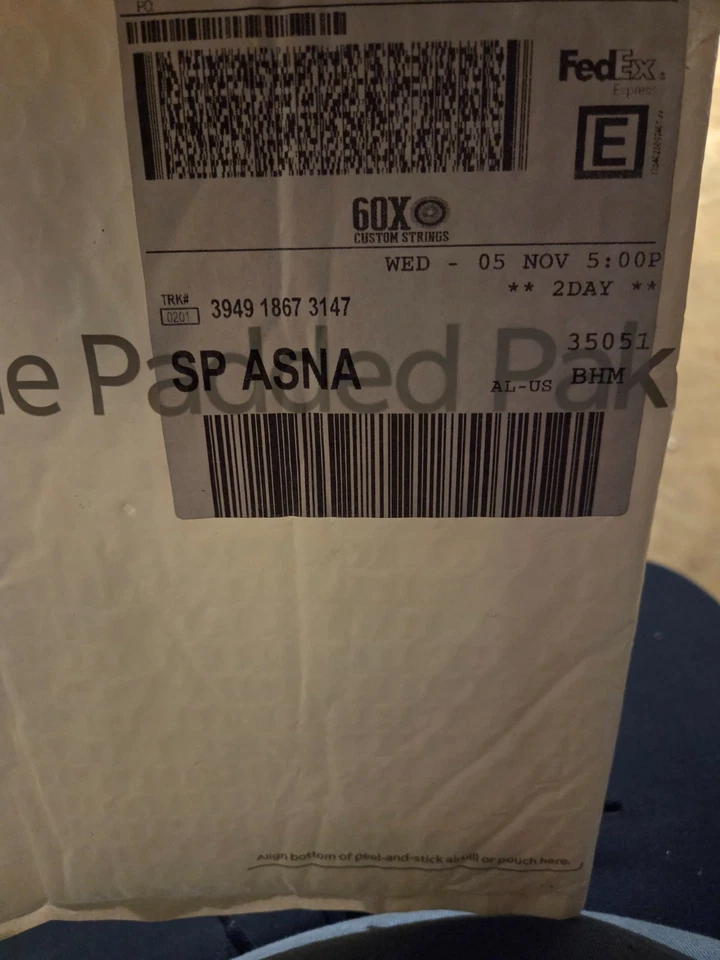 PO
FedEx
Express
E
60X
CUSTOM STRINGS
WED - 05 NOV 5:00P
** 2DAY **
TRK#
0201
3949 1867 3147
35051
SP ASNA
AL-US BHM
e Padded Pak
Align bottom of peel-and-stick airbill or pouch here.